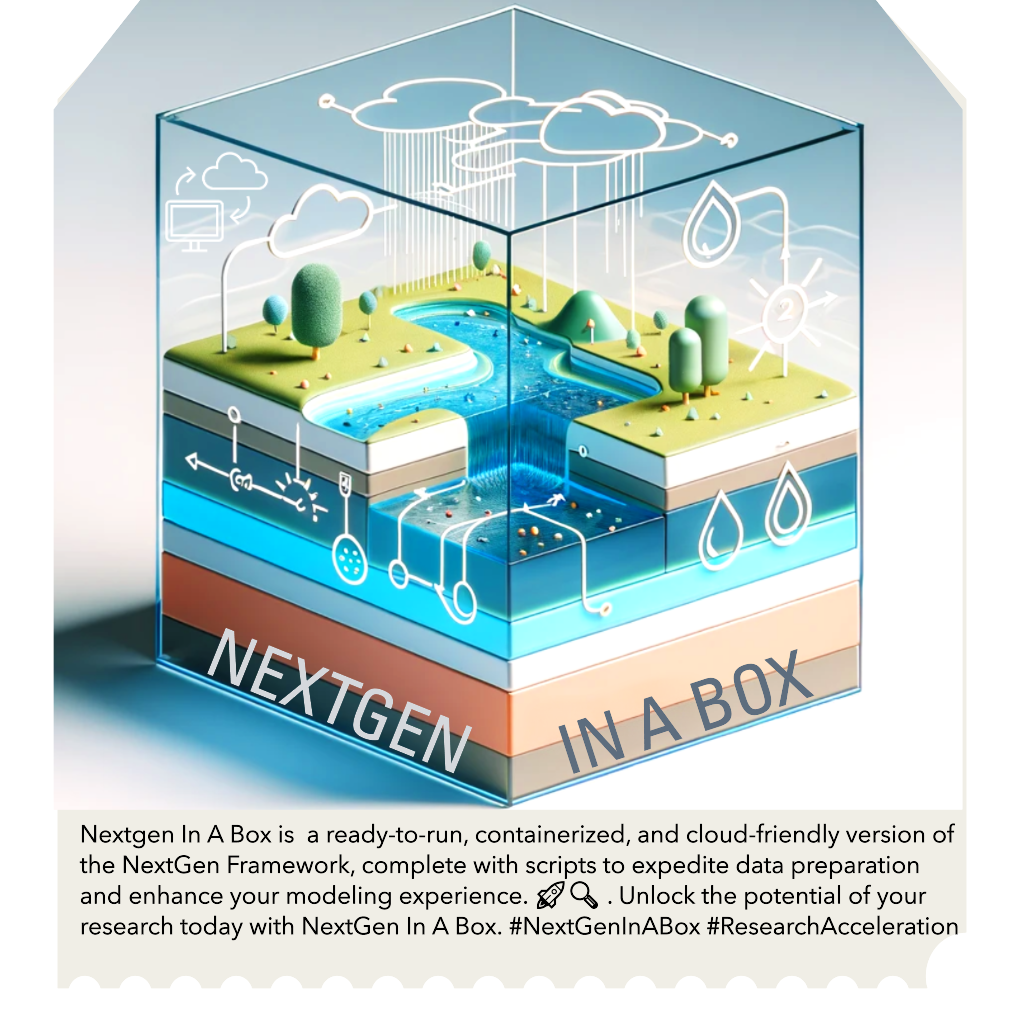 2
NEXTGEN
IN A BOX
Nextgen In A Box is  a ready-to-run, containerized, and cloud-friendly version of
the NextGen Framework, complete with scripts to expedite data preparation
and enhance your modeling experience. 🚀🔍 . Unlock the potential of your
research today with NextGen In A Box. #NextGenInABox #ResearchAcceleration